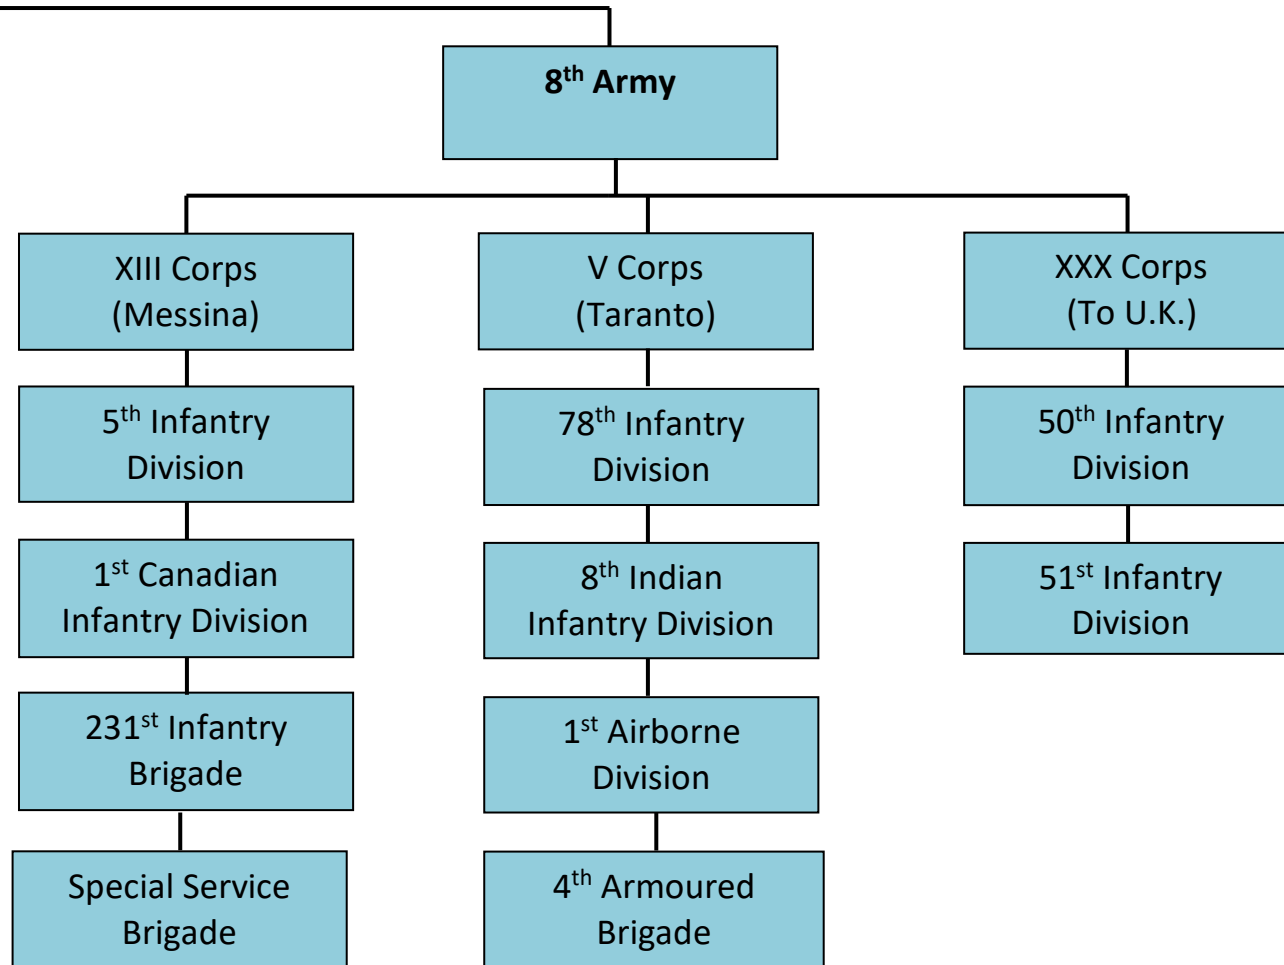 8th Army
XIII Corps
(Messina)
V Corps
(Taranto)
XXX Corps
(To U.K.)
5th Infantry
Division
78th Infantry
Division
50th Infantry
Division
1st Canadian
Infantry Division
8th Indian
Infantry Division
51st Infantry
Division
231st Infantry
Brigade
1st Airborne
Division
Special Service
Brigade
4th Armoured
Brigade